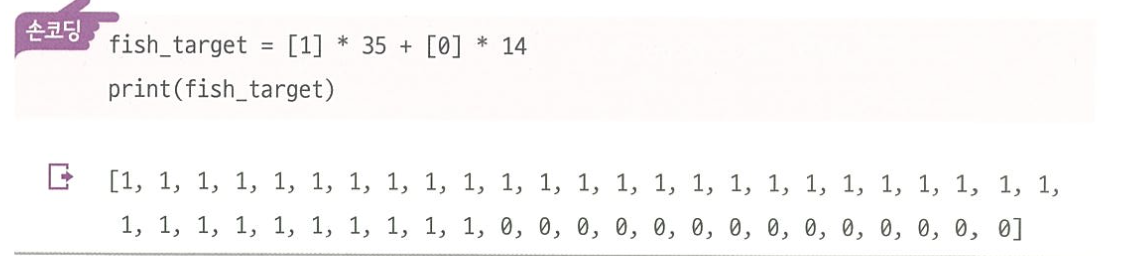 손코딩
fish_target = [1] * 35 + [0] * 14
print(fish_target)
[1, 1, 1, 1, 1, 1, 1, 1, 1, 1, 1, 1, 1, 1, 1, 1, 1, 1, 1, 1, 1, 1, 1, 1, 1,
1, 1, 1, 1, 1, 1, 1, 1, 1, 1, 0, 0, 0, 0, 0, 0, 0, 0, 0, 0, 0, 0, 0, 0]